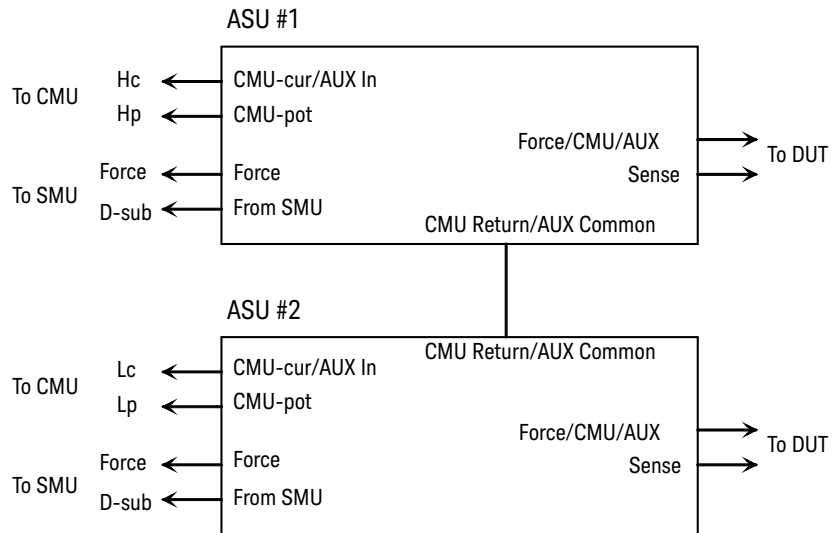 ASU #1
Hc
CMU-cur/AUX In
To CMU
Hp
CMU-pot
Force/CMU/AUX
To DUT
Force
Force
Sense
To SMU
D-sub
From SMU
CMU Return/AUX Common
ASU #2
CMU Return/AUX Common
Lc
CMU-cur/AUX In
To CMU
Lp
CMU-pot
Force/CMU/AUX
To DUT
Force
Force
Sense
To SMU
D-sub
From SMU